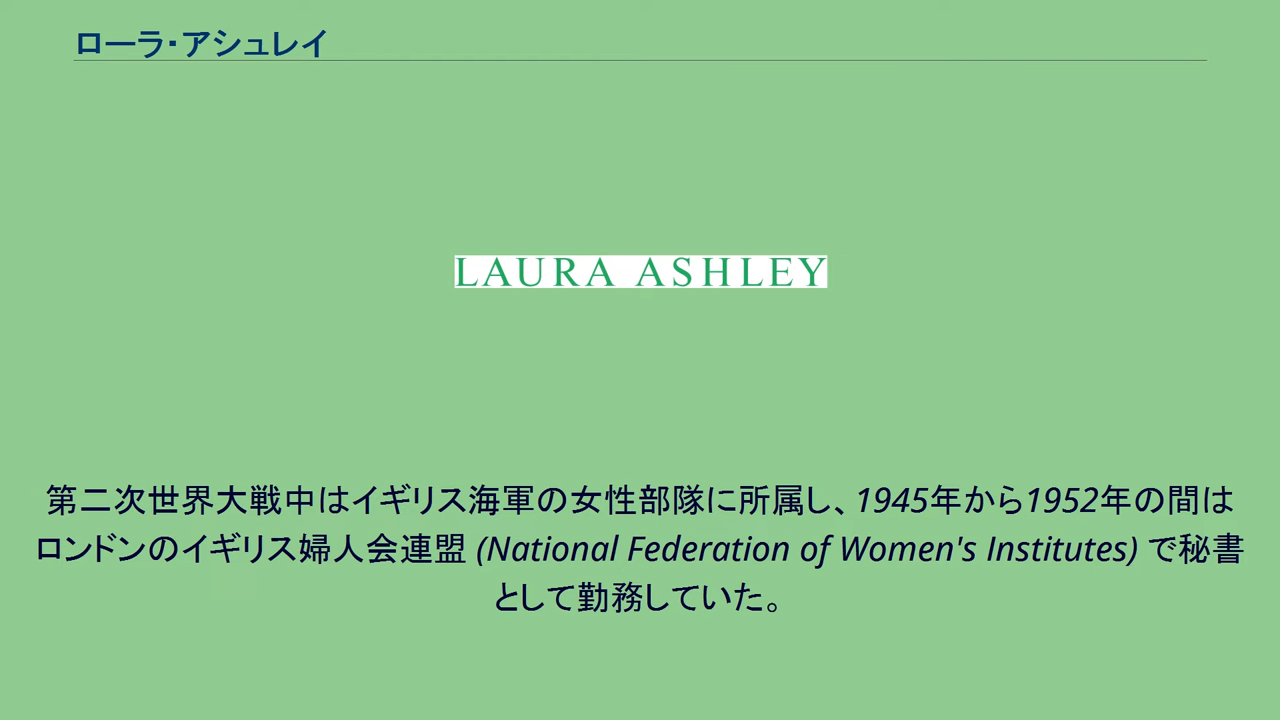 ローラ・アシュレイ
LAURA ASHLEY
第二次世界大戦中はイギリス海軍の女性部隊に所属し、1945年から1952年の間は
ロンドンのイギリス婦人会連盟 (National Federation of Women's Institutes) で秘書
として勤務していた。